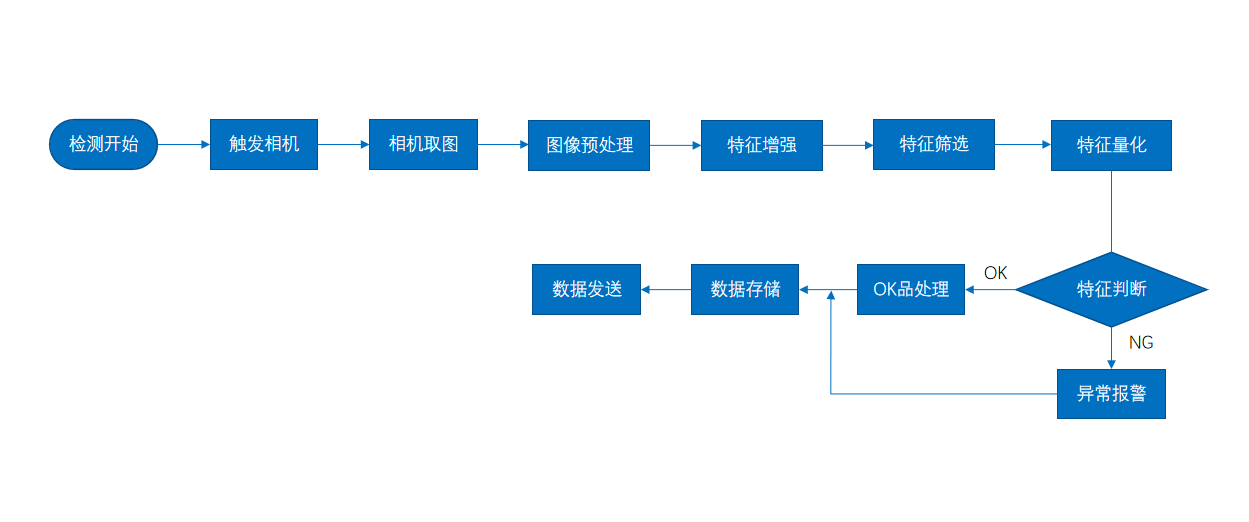 检测开始
触发相机
相机取图
图像预处理
特征增强
特征筛选
特征量化
数据发送
数据存储
OK品处理
OK
特征判断
NG
异常报警